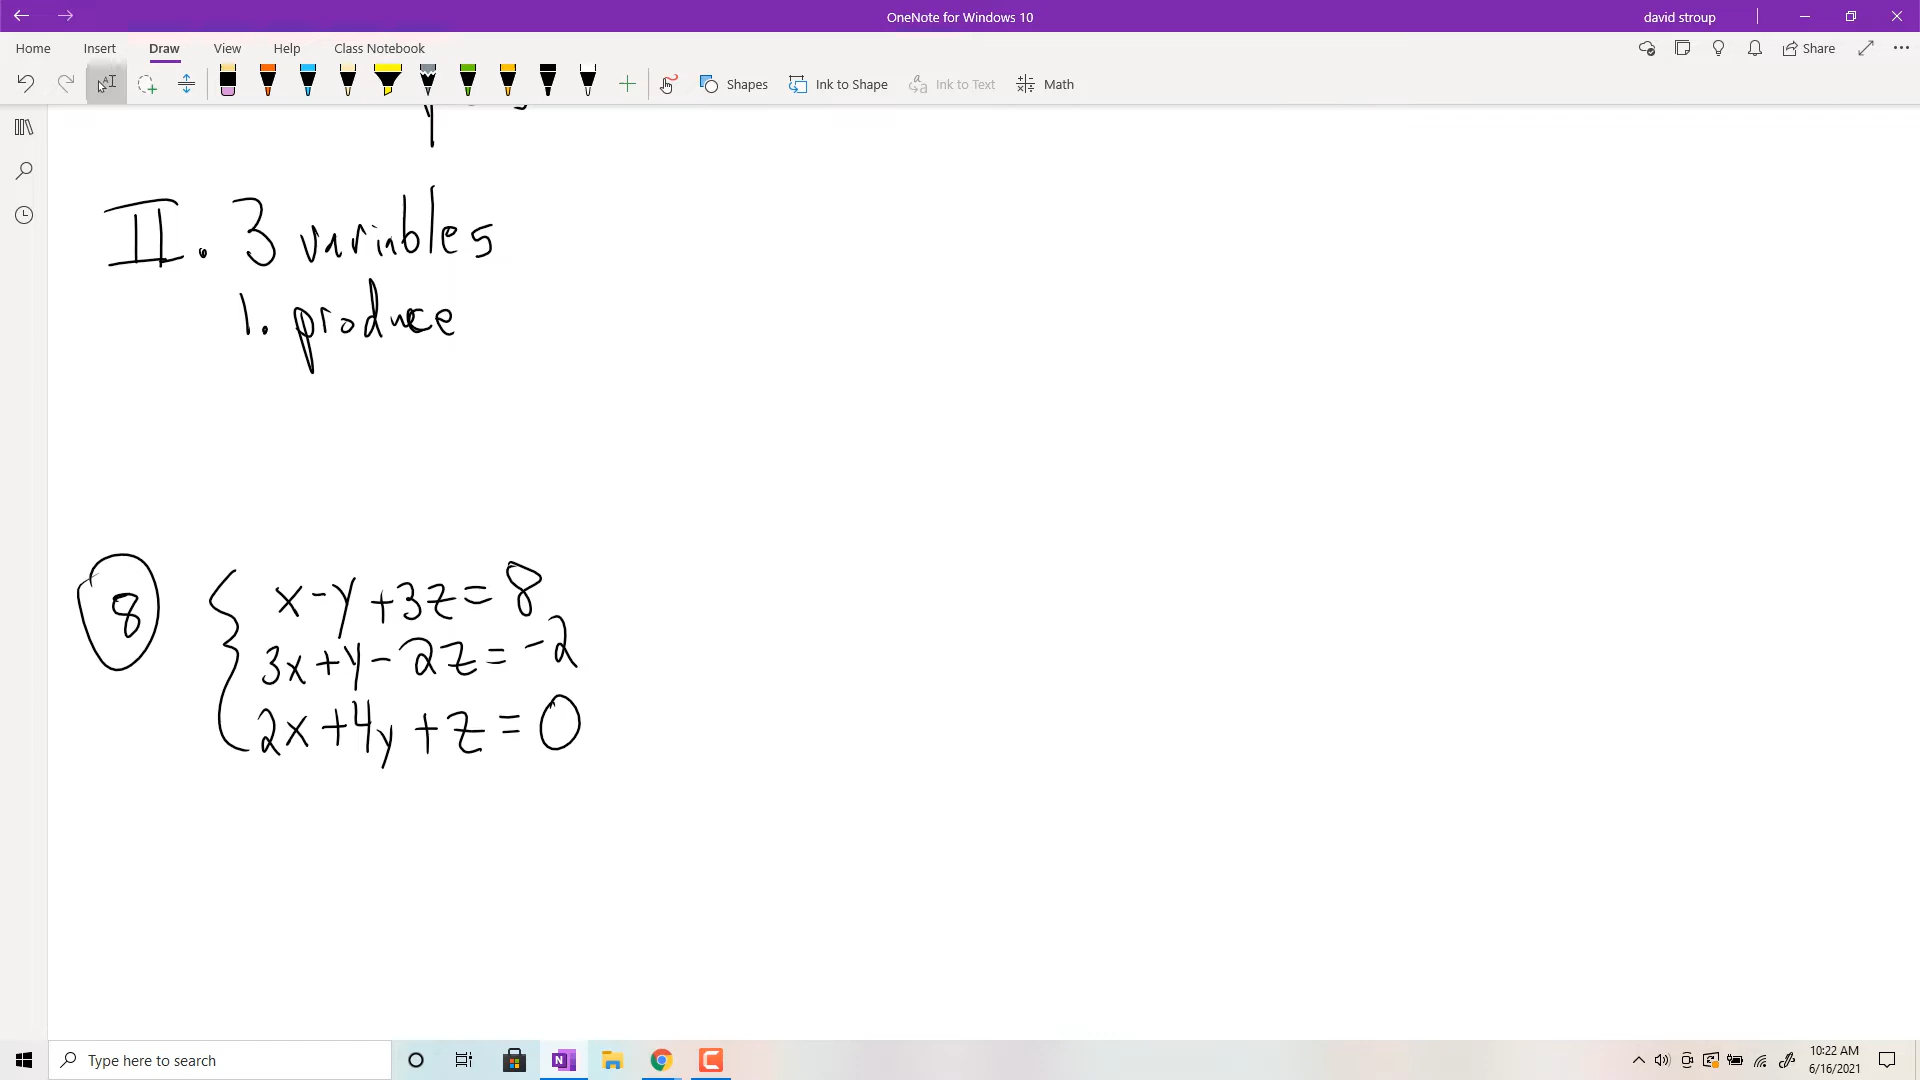 OneNote for Windows 10
david stroup
Home Insert Draw View Help Class Notebook
Share
Shapes Ink to Shape Ink to Text Math
II. 3 variables
1. produce
8
x-y+3z=8
3x+y-2z=-2
2x+4y+z=0
Type here to search
10:22 AM
6/16/2021